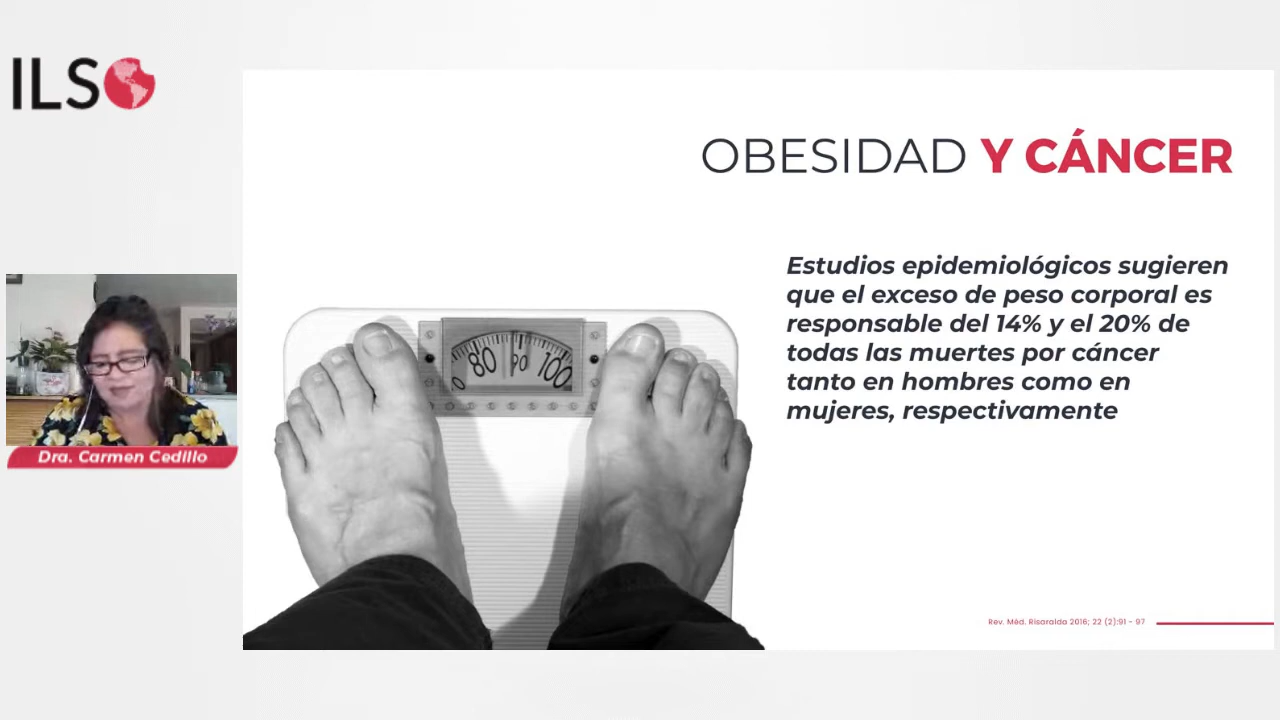 ILSO
OBESIDAD Y CÁNCER
Estudios epidemiológicos sugieren
que el exceso de peso corporal es
responsable del 14% y el 20% de
todas las muertes por cáncer
tanto en hombres como en
mujeres, respectivamente
80 90 100
Dra. Carmen Cedillo
Rev. Méd. Risaralda 2016; 22 (2):91 - 97